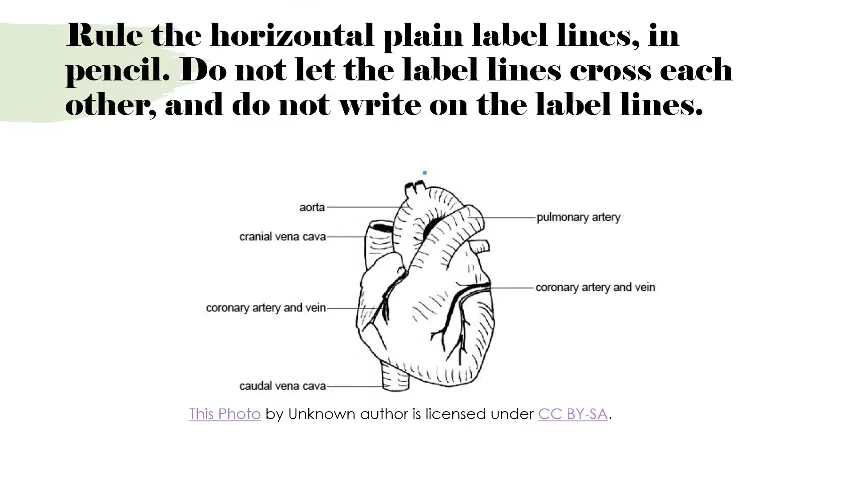 Rule the horizontal plain label lines, in
pencil. Do not let the label lines cross each
other, and do not write on the label lines.
aorta
pulmonary artery
cranial vena cava
coronary artery and vein
coronary artery and vein
caudal vena cava
This Photo by Unknown author is licensed under CC BY-SA.